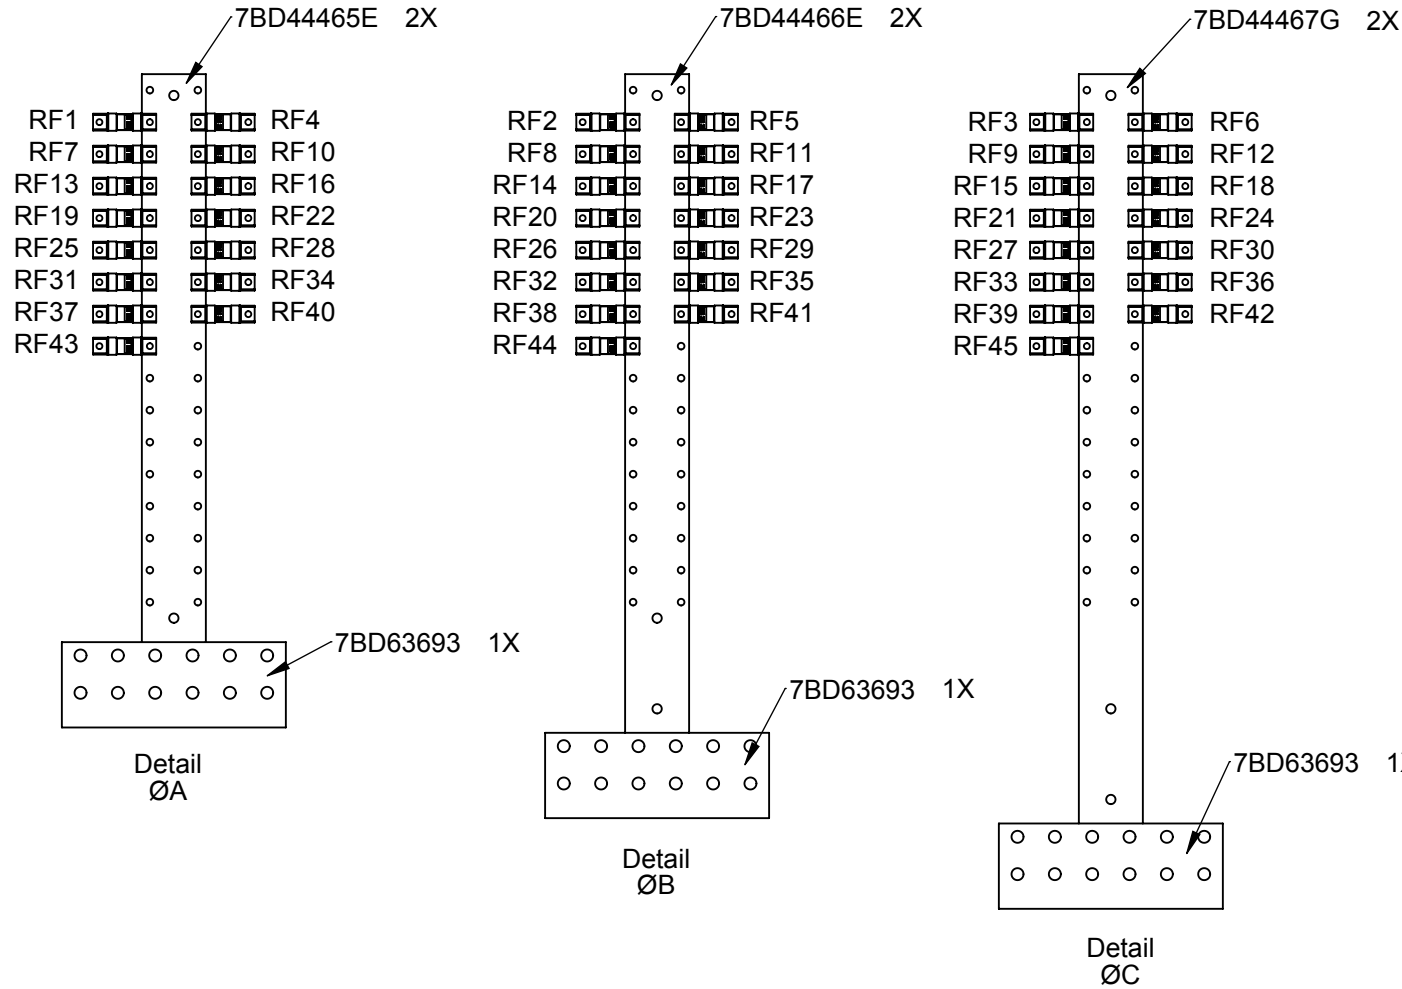 7BD44465E 2X
RF1 RF4
RF7 RF10
RF13 RF16
RF19 RF22
RF25 RF28
RF31 RF34
RF37 RF40
RF43
7BD63693 1X
Detail
ØA
7BD44466E 2X
RF2 RF5
RF8 RF11
RF14 RF17
RF20 RF23
RF26 RF29
RF32 RF35
RF38 RF41
RF44
7BD63693 1X
Detail
ØB
7BD44467G 2X
RF3 RF6
RF9 RF12
RF15 RF18
RF21 RF24
RF27 RF30
RF33 RF36
RF39 RF42
RF45
7BD63693
Detail
ØC